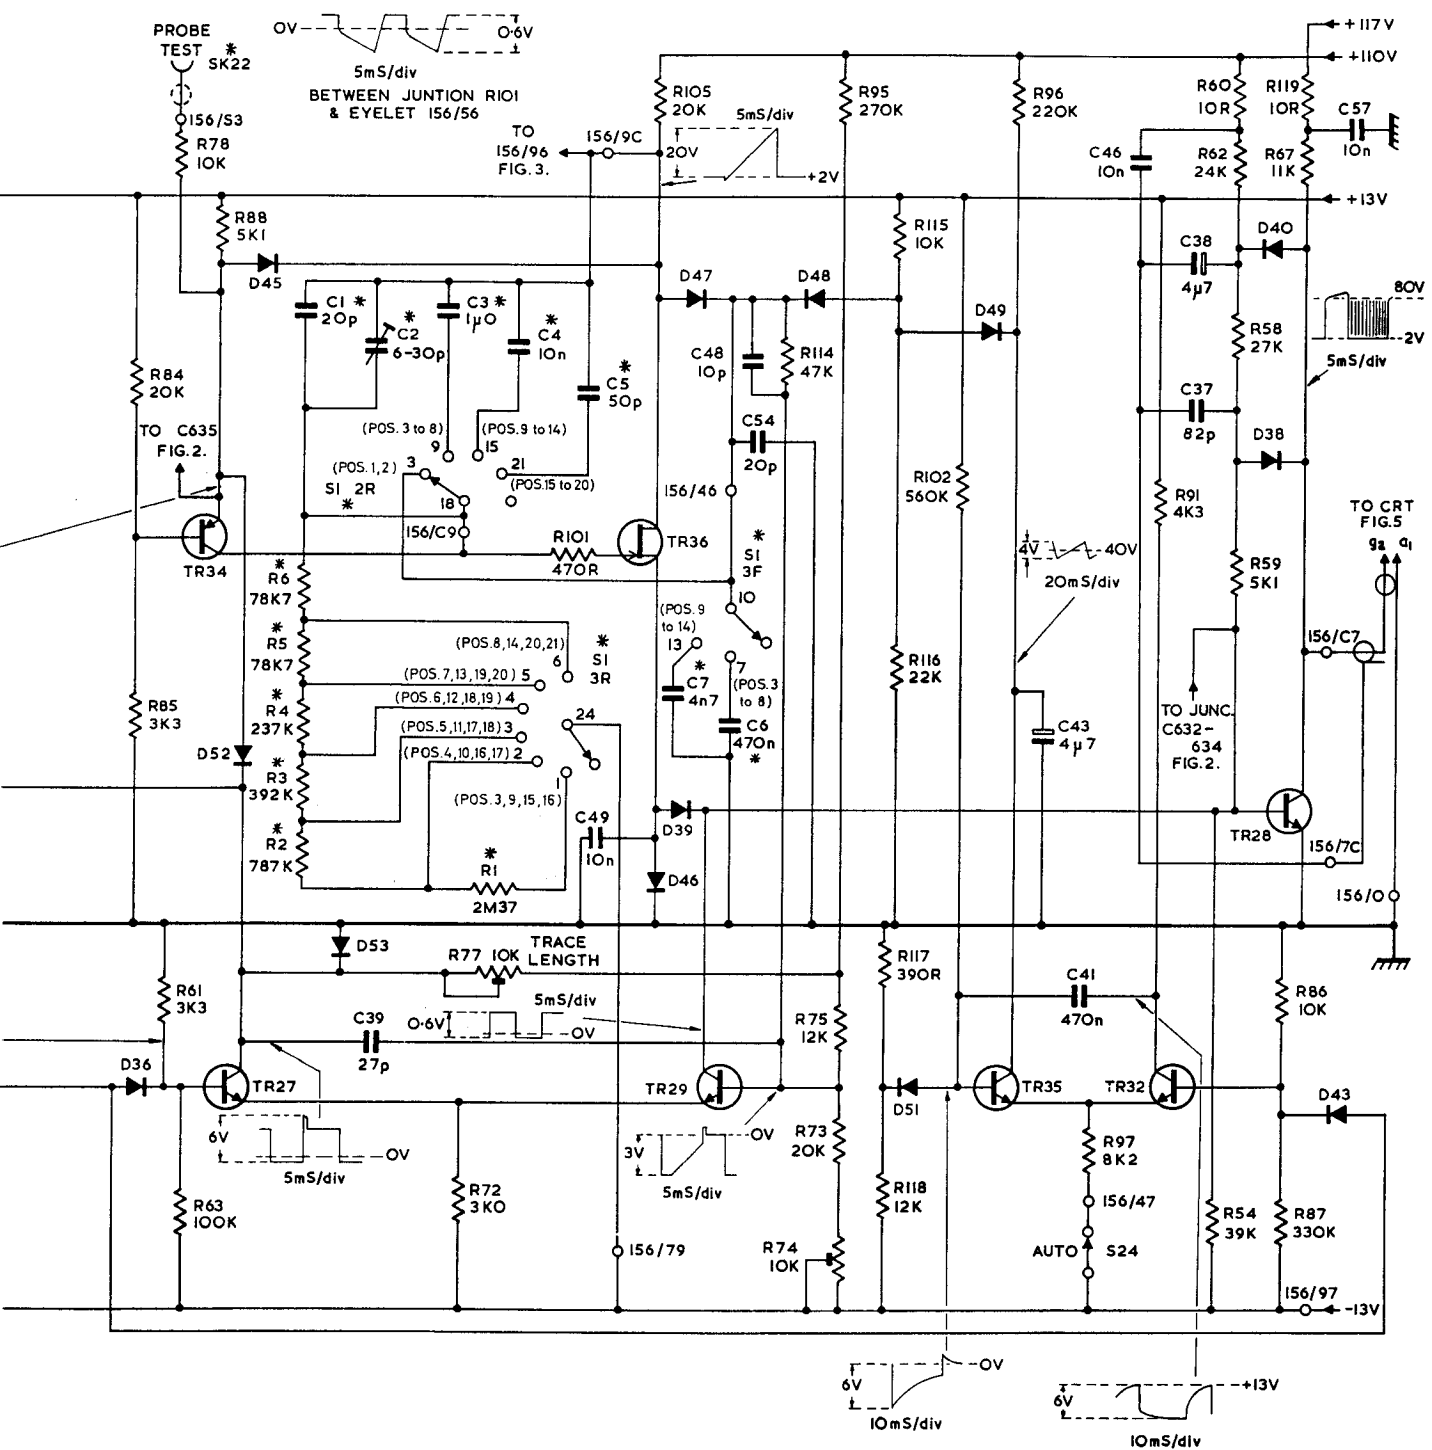 PROBE
TEST *
SK22
OV
0·6V
5mS/div
BETWEEN JUNTION R101
& EYELET 156/56
156/S3
R78
10K
TO
156/96
FIG.3.
156/9C
R105
20K
5mS/div
20V
+2V
R95
270K
R96
220K
+117V
+110V
R60
10R
R119
10R
C57
10n
C46
10n
R62
24K
R67
11K
+13V
R88
5K1
D45
R115
10K
D40
C38
4µ7
80V
-2V
5mS/div
C1 *
20p
*
C2
6-30p
C3 *
1µ0
*
C4
10n
*
C5
50p
D47
D48
D49
C48
10p
R114
47K
R58
27K
R84
20K
TO C635
FIG.2.
(POS. 3 to 8)
9
15
(POS.9 to 14)
(POS.1,2)
3
21
(POS.15 to 20)
S1 2R
*
18
156/C9
C54
20p
156/46
C37
82p
D38
R102
560K
R91
4K3
TO CRT
FIG.5
g2 a1
TR34
R101
470R
TR36
*
S1
3F
10
4V
40V
20mS/div
R59
5K1
*
R6
78K7
*
R5
78K7
*
R4
237K
*
R3
392K
*
R2
787K
(POS.8,14,20,21)
6
*
S1
3R
(POS.7,13,19,20) 5
(POS.6,12,18,19) 4
(POS.5,11,17,18) 3
(POS.4,10,16,17) 2
24
1
(POS.3,9,15,16)
(POS.9
to 14)
13
*
C7
4n7
7
(POS.3
to 8)
C6
470n
*
R116
22K
156/C7
TO JUNC.
C632-
634
FIG.2.
R85
3K3
D52
C43
4µ7
C49
10n
D39
D46
TR28
156/7C
*
R1
2M37
156/0
D53
R77 10K
TRACE
LENGTH
R117
390R
C41
470n
R86
10K
R61
3K3
5mS/div
0·6V
OV
C39
27p
R75
12K
D36
TR27
TR29
D51
TR35
TR32
D43
6V
OV
5mS/div
3V
OV
5mS/div
R73
20K
R97
8K2
R63
100K
R72
3K0
R118
12K
156/47
R54
39K
R87
330K
156/79
R74
10K
AUTO
S24
156/97
-13V
6V
OV
10mS/div
6V
+13V
10mS/div